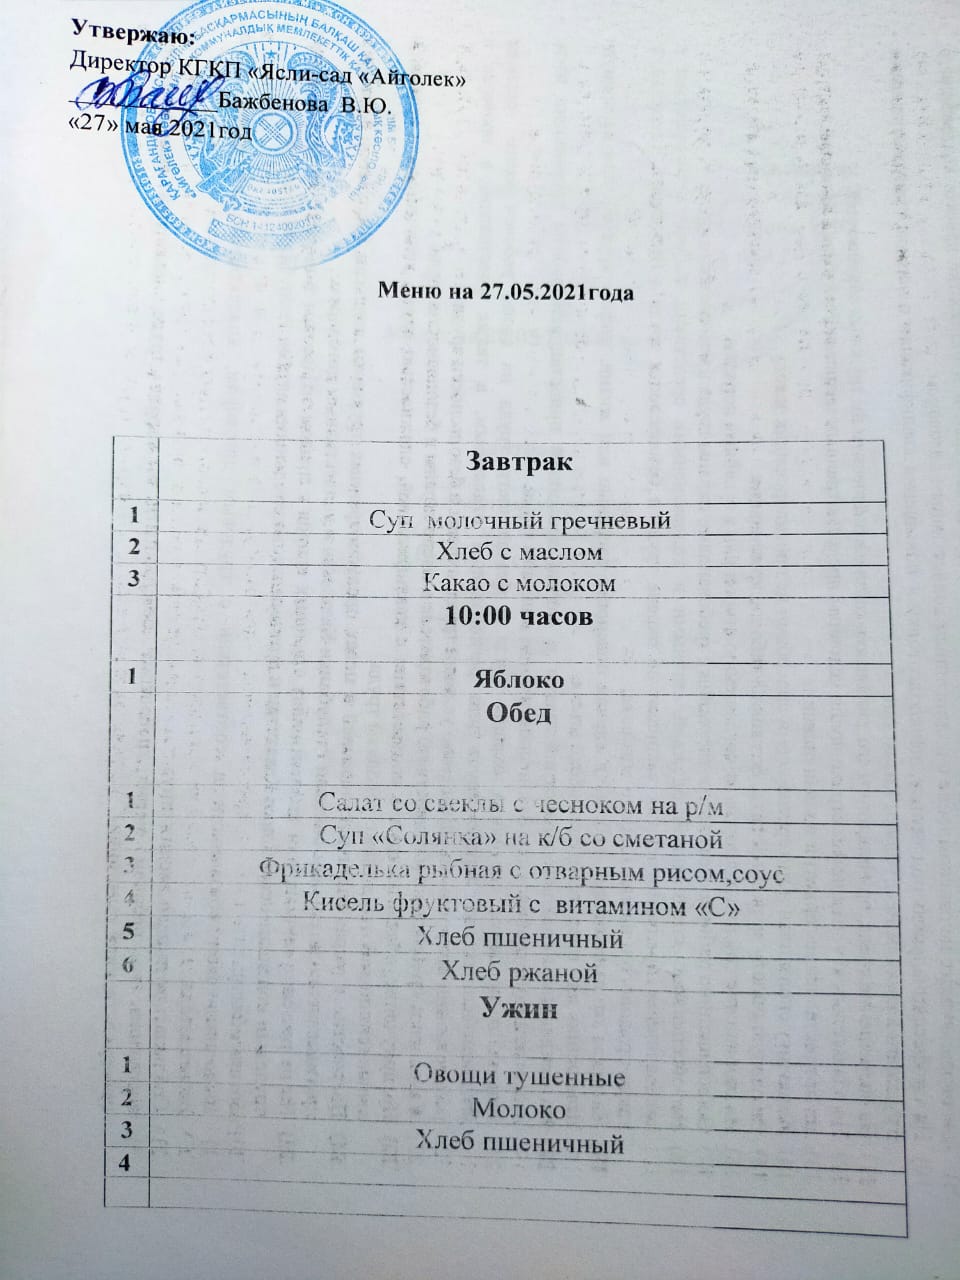 Утвержаю:
Директор КГКП «Ясли-сад «Айголек»
Бажбенова В.Ю.
«27» мая 2021год
БСН 141240020116
Меню на 27.05.2021года
Завтрак
1 Суп молочный гречневый
2 Хлеб с маслом
3 Какао с молоком
10:00 часов
1 Яблоко
Обед
1 Салат со свеклы с чесноком на р/м
2 Суп «Солянка» на к/б со сметаной
3 Фрикаделька рыбная с отварным рисом,соус
4 Кисель фруктовый с витамином «С»
5 Хлеб пшеничный
6 Хлеб ржаной
Ужин
1 Овощи тушенные
2 Молоко
3 Хлеб пшеничный
4